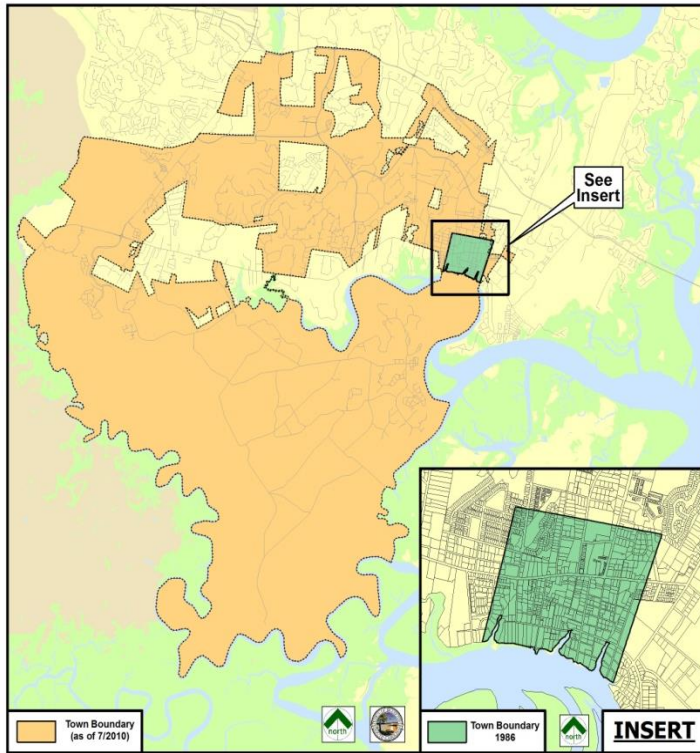 See
Insert
Town Boundary
(as of 7/2010)
north
Town Boundary
1986
north
INSERT